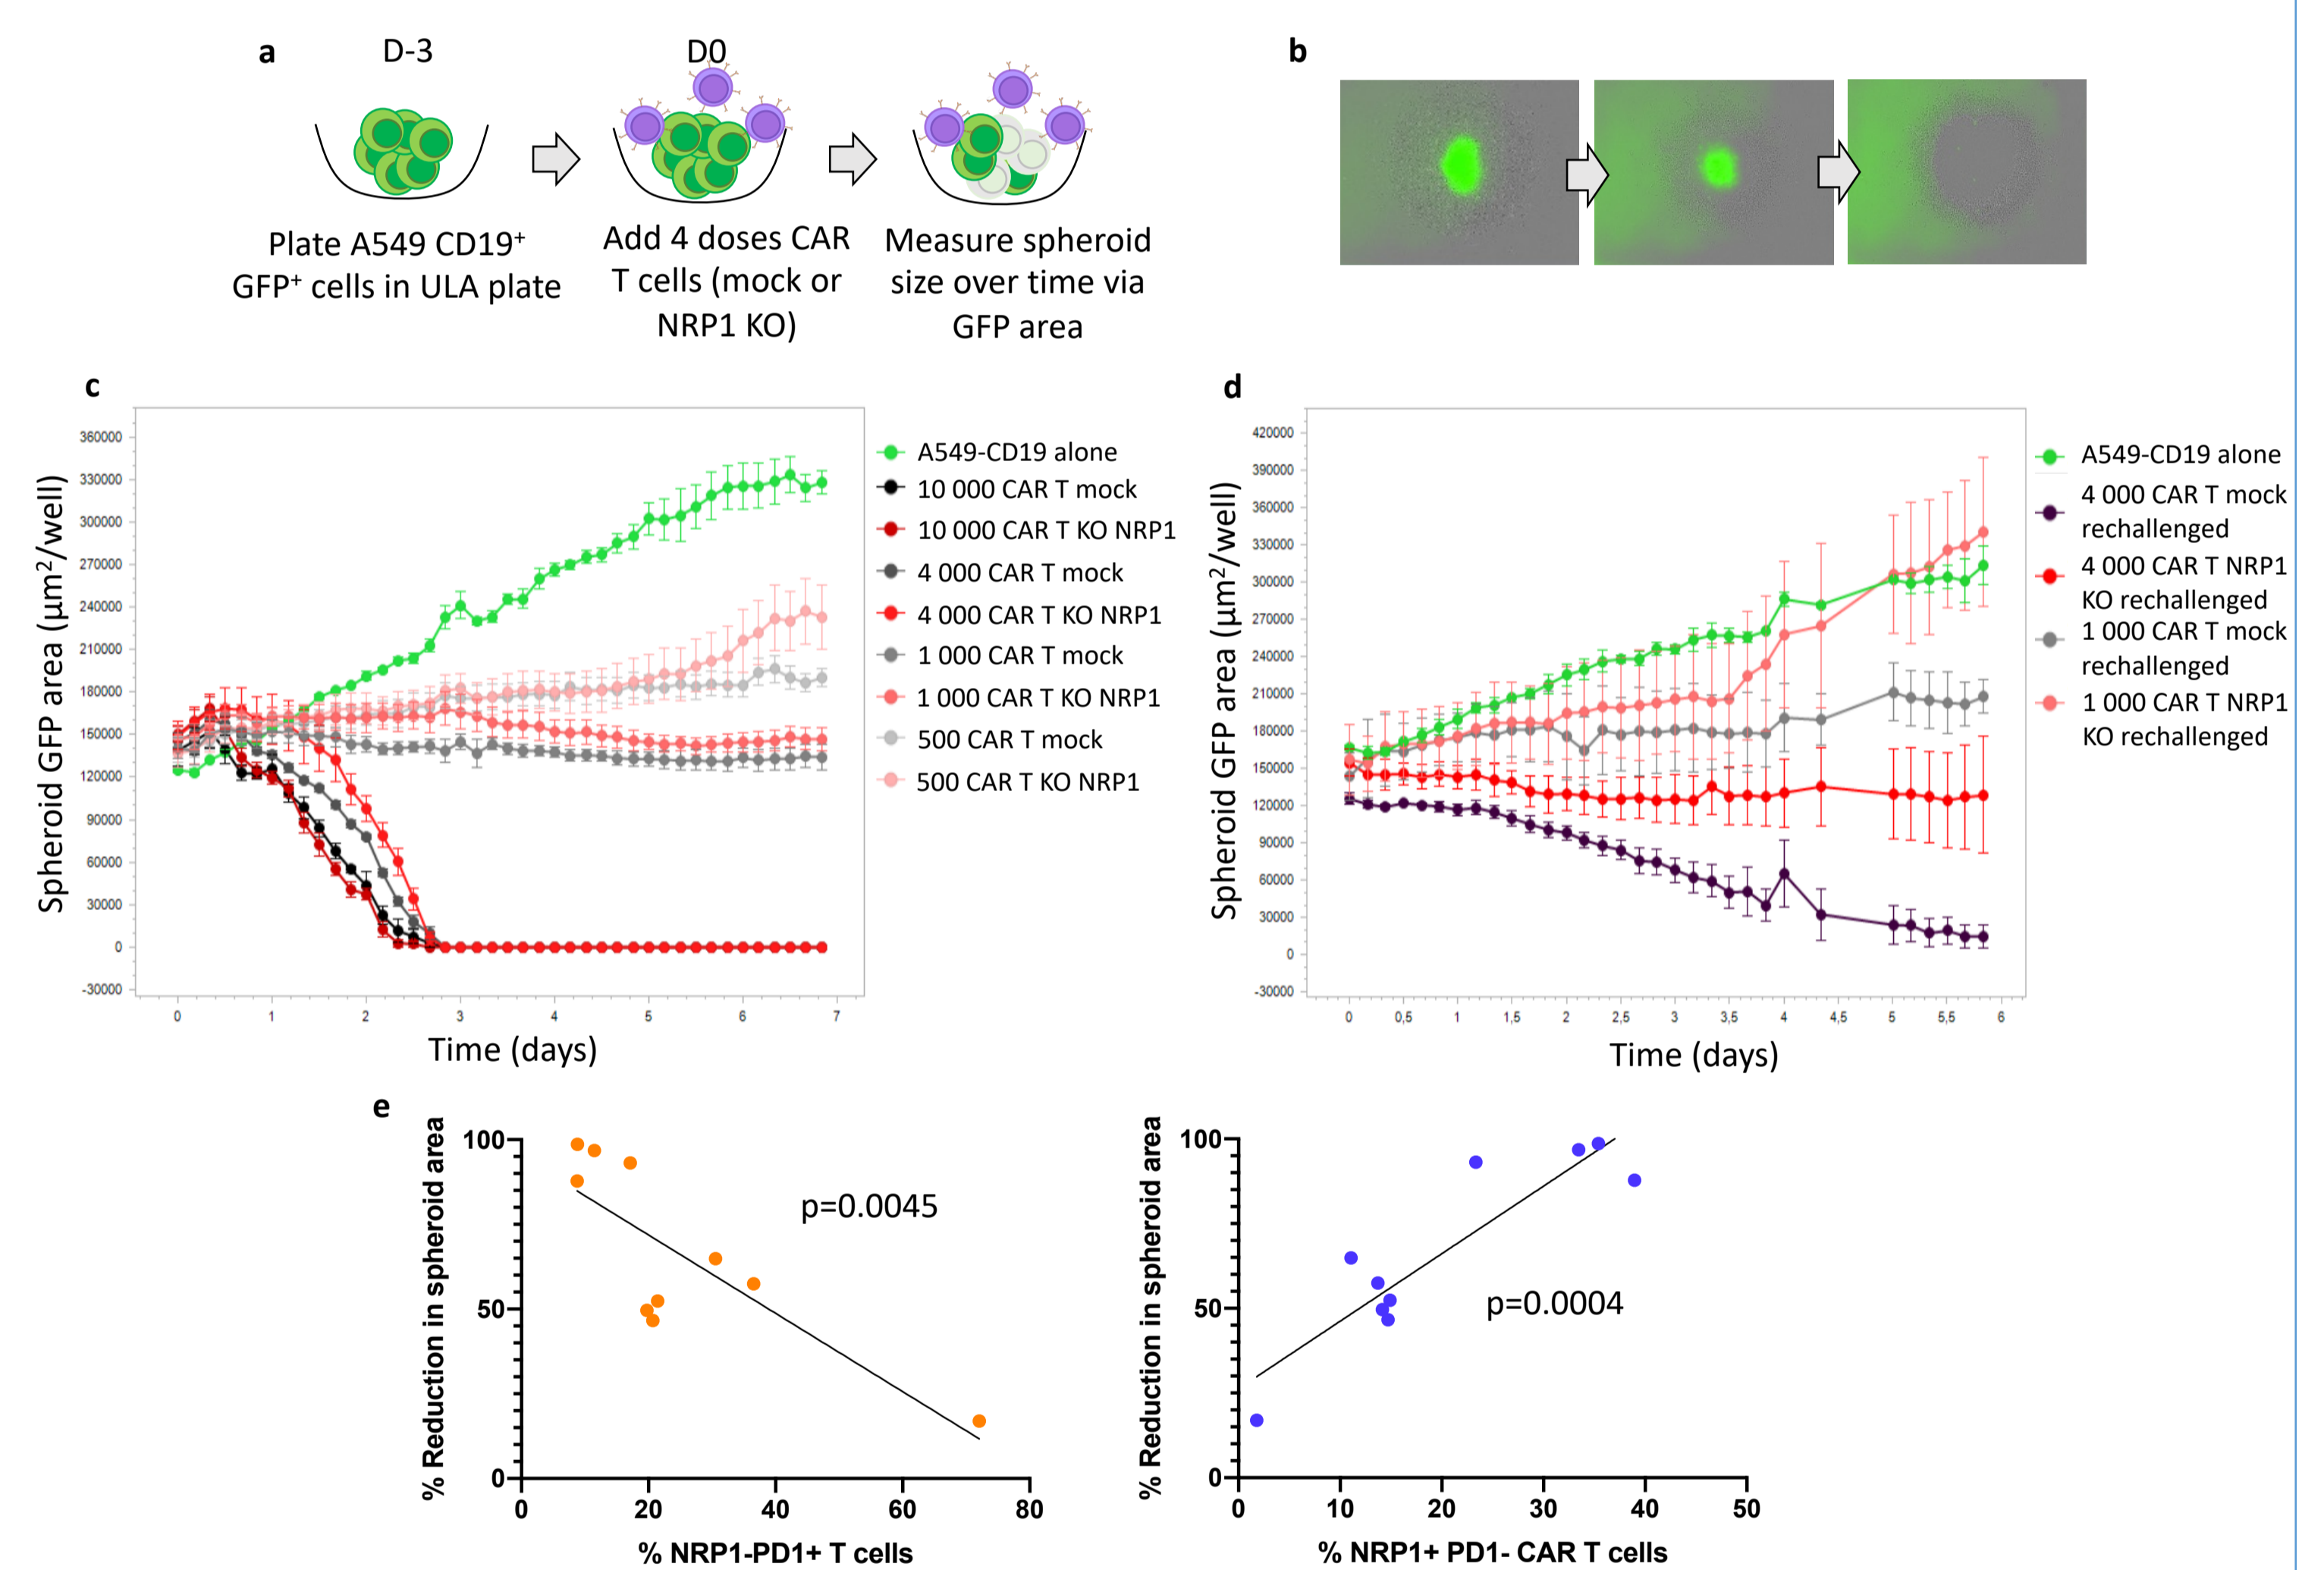 a
D-3
D0
Plate A549 CD19⁺
GFP⁺ cells in ULA plate
Add 4 doses CAR
T cells (mock or
NRP1 KO)
Measure spheroid
size over time via
GFP area
b
c
Spheroid GFP area (µm²/well)
360000
330000
300000
270000
240000
210000
180000
150000
120000
90000
60000
30000
0
-30000
0 1 2 3 4 5 6 7
Time (days)
A549-CD19 alone
10 000 CAR T mock
10 000 CAR T KO NRP1
4 000 CAR T mock
4 000 CAR T KO NRP1
1 000 CAR T mock
1 000 CAR T KO NRP1
500 CAR T mock
500 CAR T KO NRP1
d
Spheroid GFP area (µm²/well)
420000
390000
360000
330000
300000
270000
240000
210000
180000
150000
120000
90000
60000
30000
0
-30000
0 0,5 1 1,5 2 2,5 3 3,5 4 4,5 5 5,5 6
Time (days)
A549-CD19 alone
4 000 CAR T mock
rechallenged
4 000 CAR T NRP1
KO rechallenged
1 000 CAR T mock
rechallenged
1 000 CAR T NRP1
KO rechallenged
e
% Reduction in spheroid area
100
50
0
0 20 40 60 80
p=0.0045
% NRP1-PD1+ T cells
% Reduction in spheroid area
100
50
0
0 10 20 30 40 50
p=0.0004
% NRP1+ PD1- CAR T cells